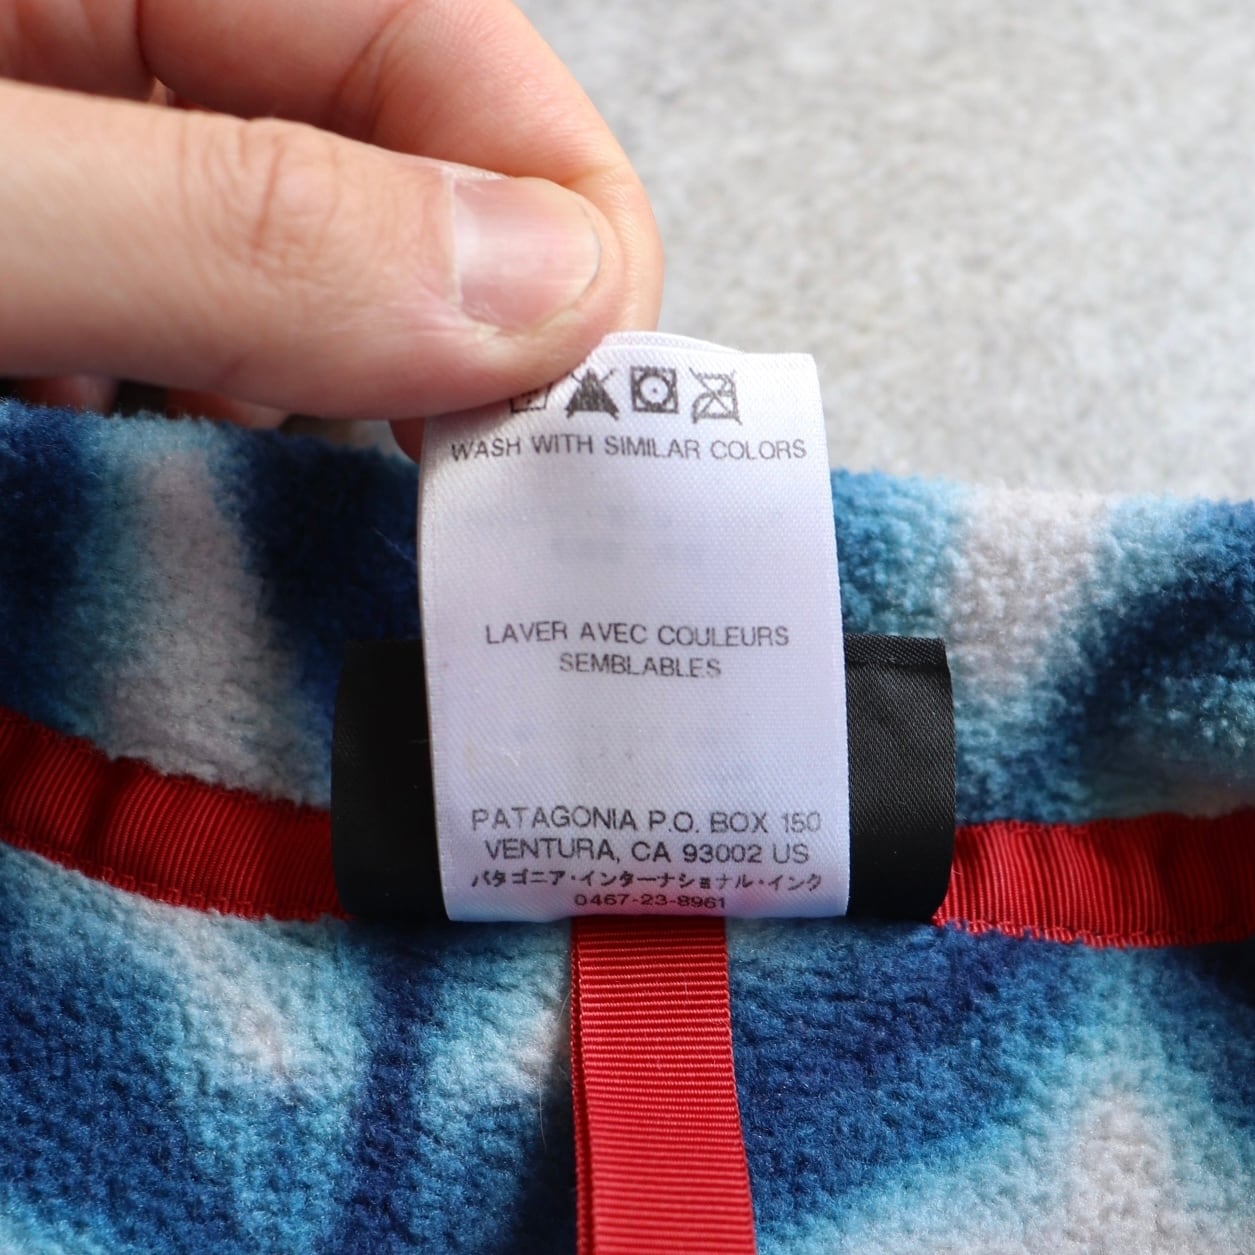 WASH WITH SIMILAR COLORS
LAVER AVEC COULEURS
SEMBLABLES
PATAGONIA P.O. BOX 150
VENTURA, CA 93002 US
パタゴニア・インターナショナル・インク
0467-23-8961